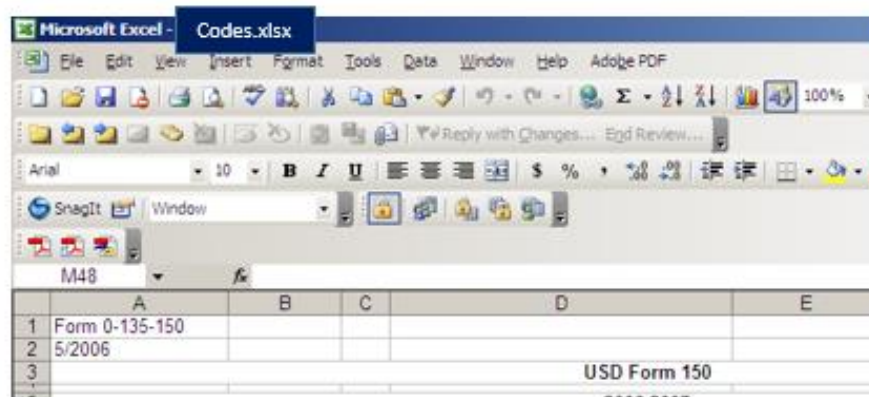 Microsoft Excel - Codes.xlsx
File Edit View Insert Format Tools Data Window Help Adobe PDF
100%
Reply with Changes... End Review...
Arial 10 B I U $ % ,
SnagIt Window
M48 fx
A B C D E
1 Form 0-135-150
2 5/2006
3 USD Form 150